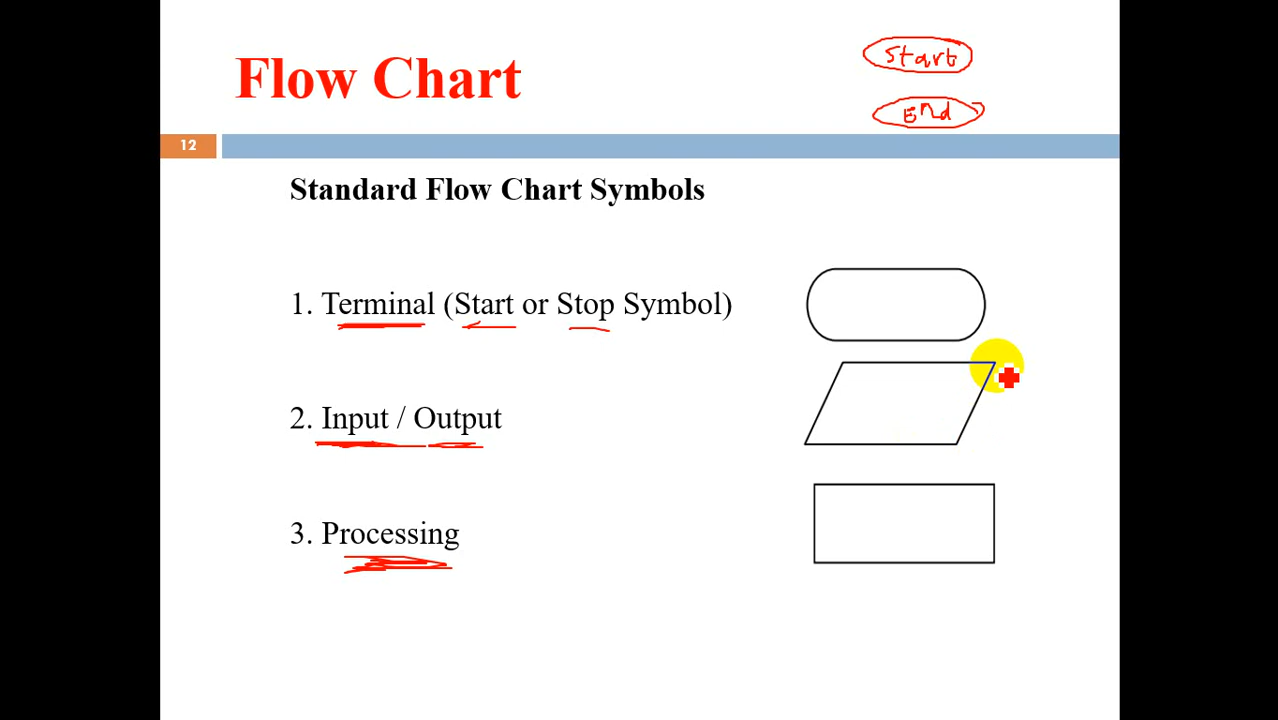 Flow Chart
Start
End
12
Standard Flow Chart Symbols
1. Terminal (Start or Stop Symbol)
2. Input / Output
3. Processing